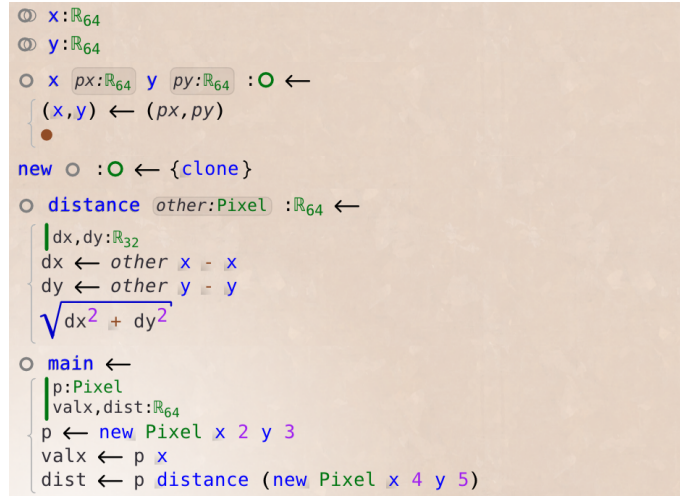 x:ℝ64
y:ℝ64
x px:ℝ64 y py:ℝ64 :○ ←
(x,y) ← (px,py)
●
new ○ :○ ← {clone}
○ distance other:Pixel :ℝ64 ←
dx,dy:ℝ32
dx ← other x - x
dy ← other y - y
√dx² + dy²
○ main ←
p:Pixel
valx,dist:ℝ64
p ← new Pixel x 2 y 3
valx ← p x
dist ← p distance (new Pixel x 4 y 5)